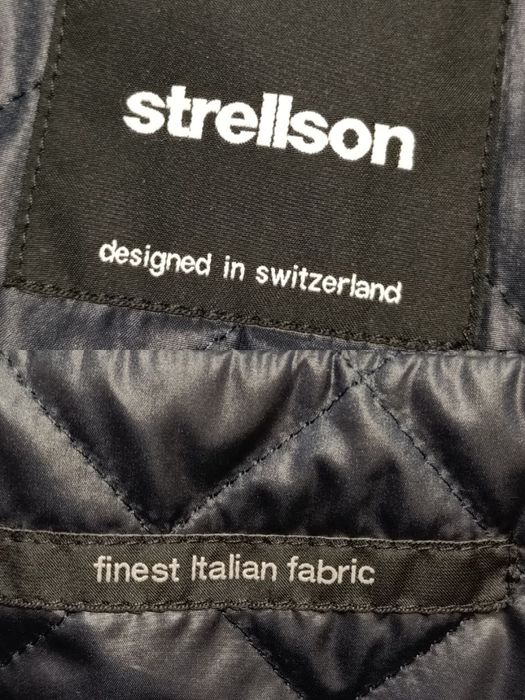 strellson
designed in switzerland
finest Italian fabric